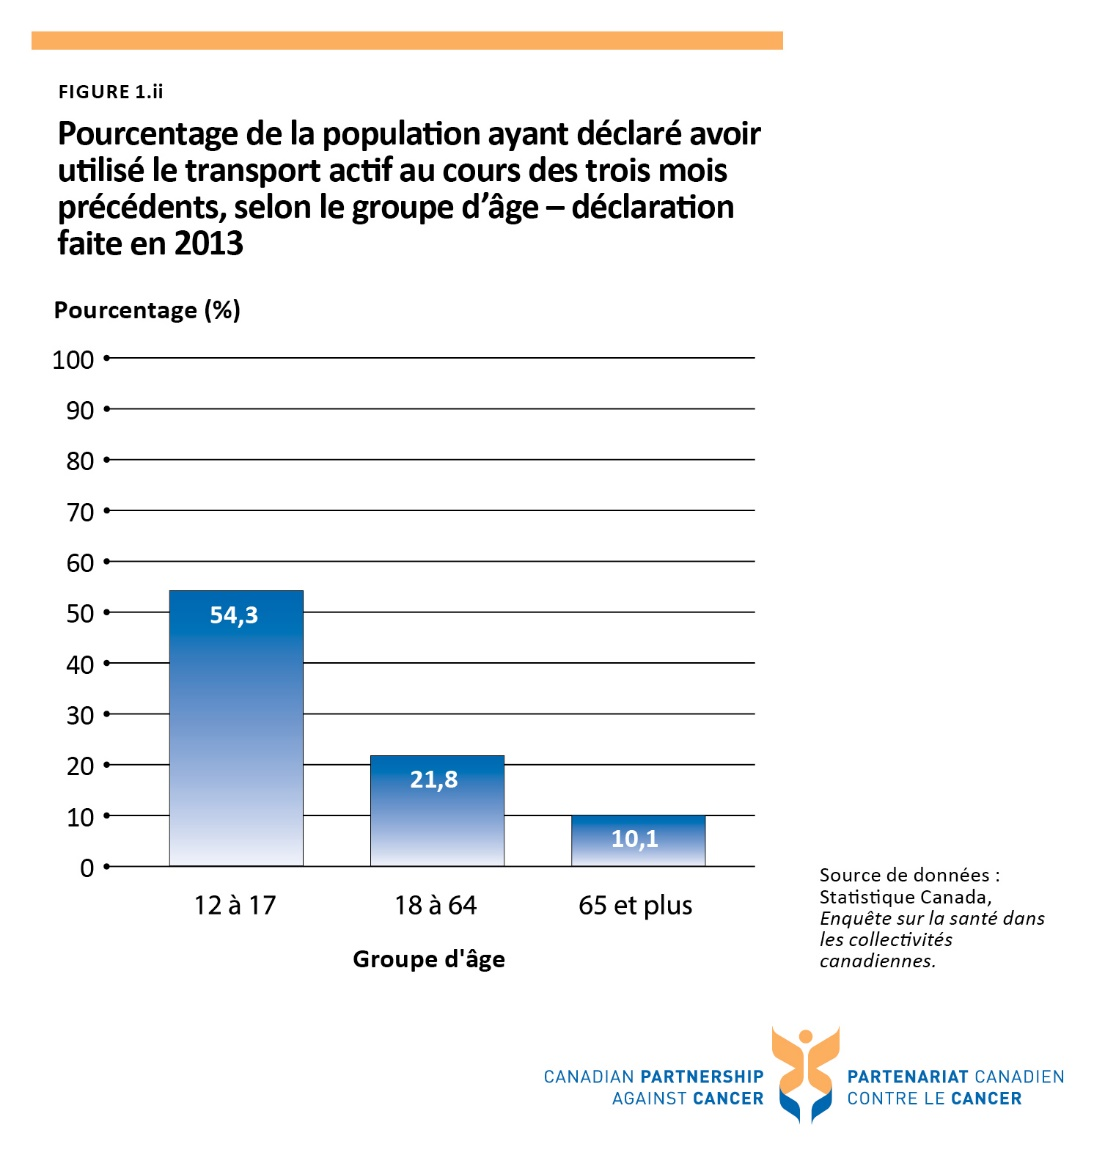 FIGURE 1.ii
Pourcentage de la population ayant déclaré avoir
utilisé le transport actif au cours des trois mois
précédents, selon le groupe d’âge – déclaration
faite en 2013
Pourcentage (%)
100
90
80
70
60
50
40
30
20
10
0
54,3
21,8
10,1
12 à 17
18 à 64
65 et plus
Groupe d'âge
Source de données :
Statistique Canada,
Enquête sur la santé dans
les collectivités
canadiennes.
CANADIAN PARTNERSHIP
AGAINST CANCER
PARTENARIAT CANADIEN
CONTRE LE CANCER